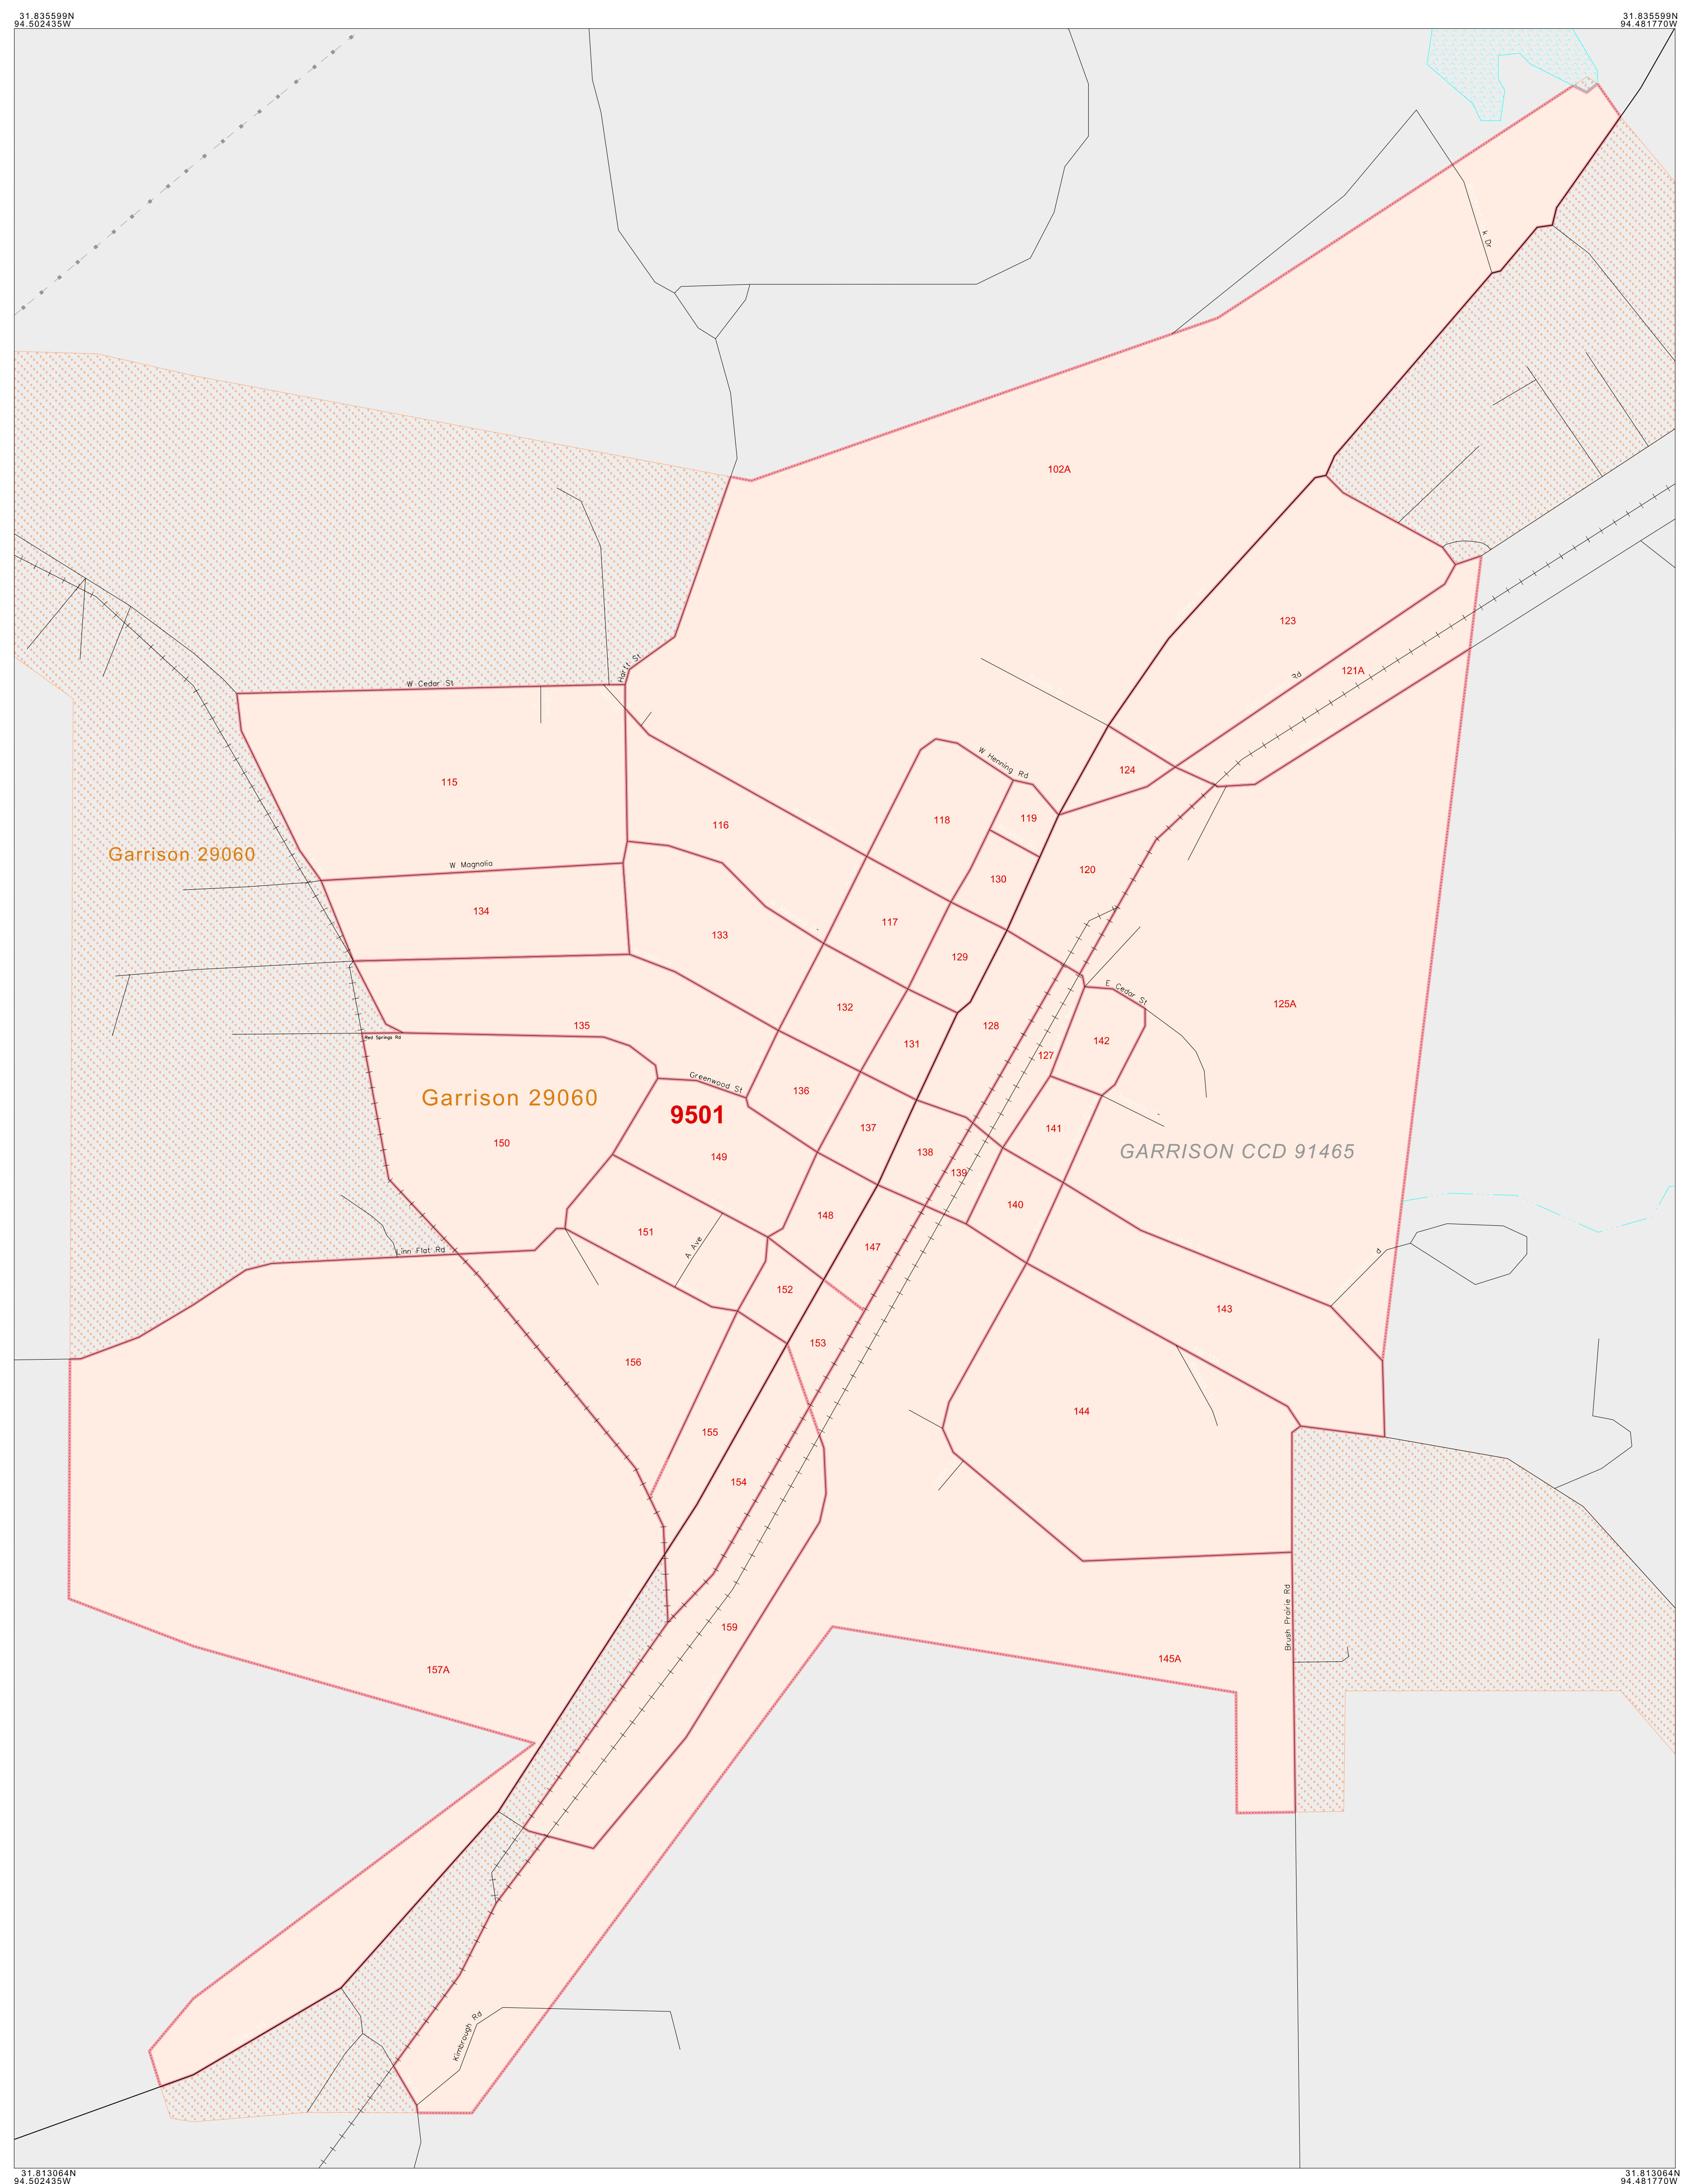 31.835599N
94.502435W
31.835599N
94.481770W
k Dr
102A
123
121A
Rd
Hartt St
W Cedar St
W Henning Rd
124
115
116
118
119
Garrison 29060
W Magnolia
120
130
134
133
117
129
E Cedar St
125A
132
128
135
131
142
127
Red Springs Rd
Greenwood St
136
Garrison 29060
9501
137
141
150
149
138
GARRISON CCD 91465
139
140
148
151
A Ave
147
Linn Flat Rd
d
152
143
153
156
144
155
154
Brush Prairie Rd
159
145A
157A
Kimbrough Rd
31.813064N
94.502435W
31.813064N
94.481770W